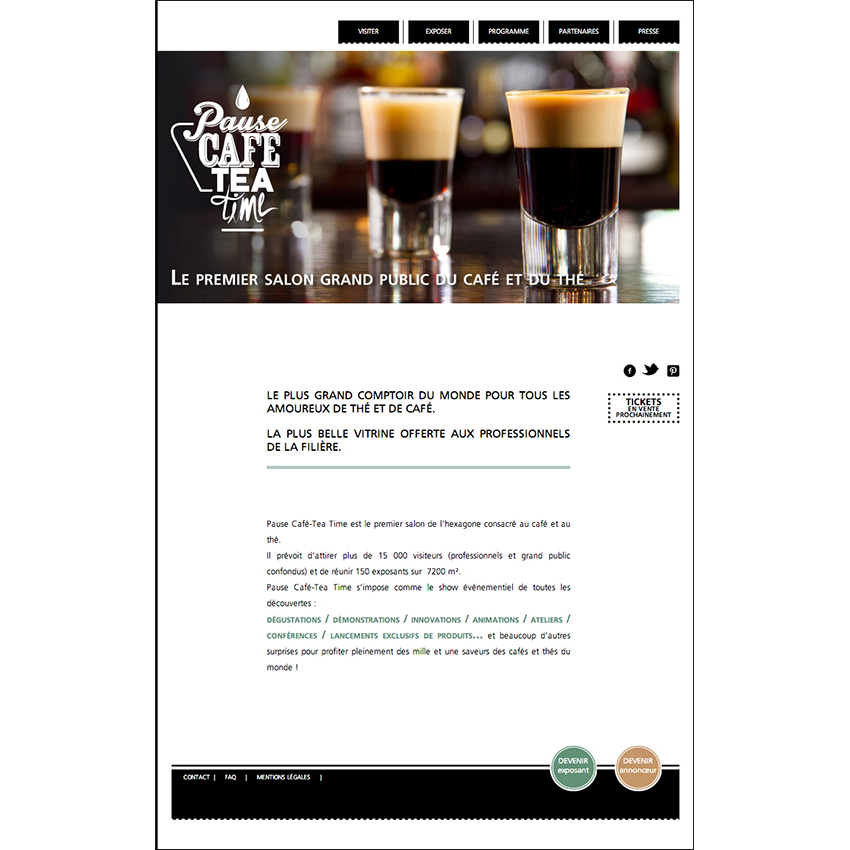 VISITER
EXPOSER
PROGRAMME
PARTENAIRES
PRESSE
Pause
CAFÉ
TEA
time
LE PREMIER SALON GRAND PUBLIC DU CAFÉ ET DU THÉ
LE PLUS GRAND COMPTOIR DU MONDE POUR TOUS LES
AMOUREUX DE THÉ ET DE CAFÉ.
LA PLUS BELLE VITRINE OFFERTE AUX PROFESSIONNELS
DE LA FILIÈRE.
TICKETS
EN VENTE
PROCHAINEMENT
Pause Café-Tea Time est le premier salon de l'hexagone consacré au café et au
thé.
Il prévoit d'attirer plus de 15 000 visiteurs (professionnels et grand public
confondus) et de réunir 150 exposants sur 7200 m².
Pause Café-Tea Time s'impose comme le show événementiel de toutes les
découvertes :
DÉGUSTATIONS / DÉMONSTRATIONS / INNOVATIONS / ANIMATIONS / ATELIERS /
CONFÉRENCES / LANCEMENTS EXCLUSIFS DE PRODUITS... et beaucoup d'autres
surprises pour profiter pleinement des mille et une saveurs des cafés et thés du
monde !
DEVENIR
exposant
DEVENIR
annonceur
CONTACT | FAQ | MENTIONS LÉGALES |